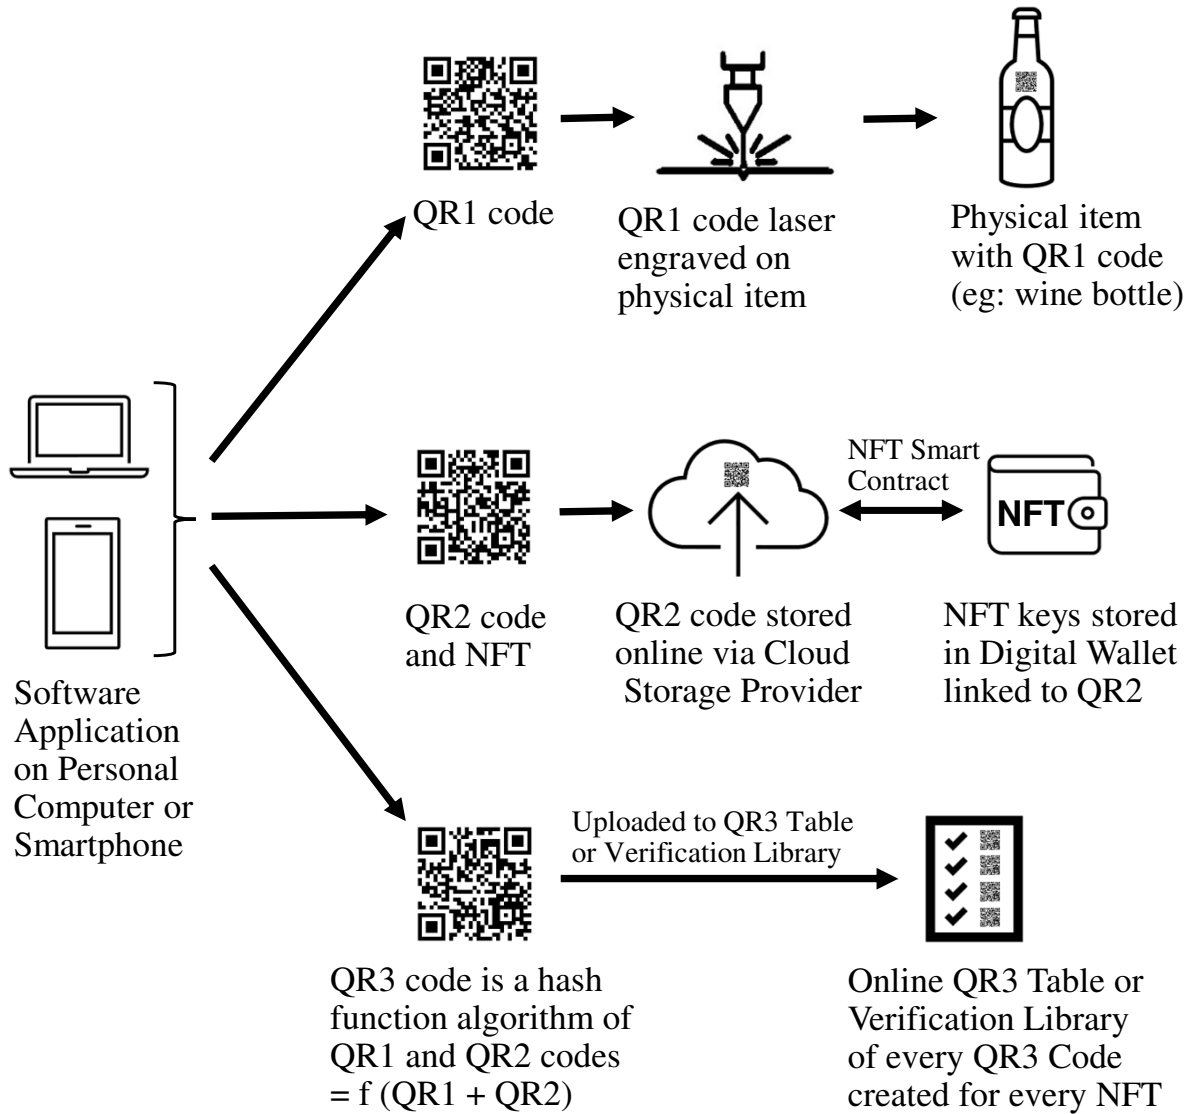 QR1 code
QR1 code laser
engraved on
physical item
Physical item
with QR1 code
(eg: wine bottle)
Software
Application
on Personal
Computer or
Smartphone
QR2 code
and NFT
QR2 code stored
online via Cloud
Storage Provider
NFT Smart
Contract
NFT
NFT keys stored
in Digital Wallet
linked to QR2
QR3 code is a hash
function algorithm of
QR1 and QR2 codes
= f (QR1 + QR2)
Uploaded to QR3 Table
or Verification Library
Online QR3 Table or
Verification Library
of every QR3 Code
created for every NFT